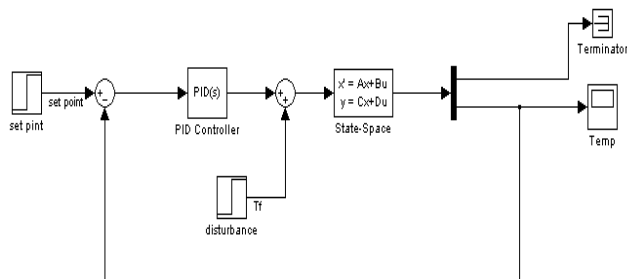 Terminator
set point
set pint
+
−
PID(s)
PID Controller
+
+
x' = Ax+Bu
y = Cx+Du
State-Space
Temp
Tf
disturbance